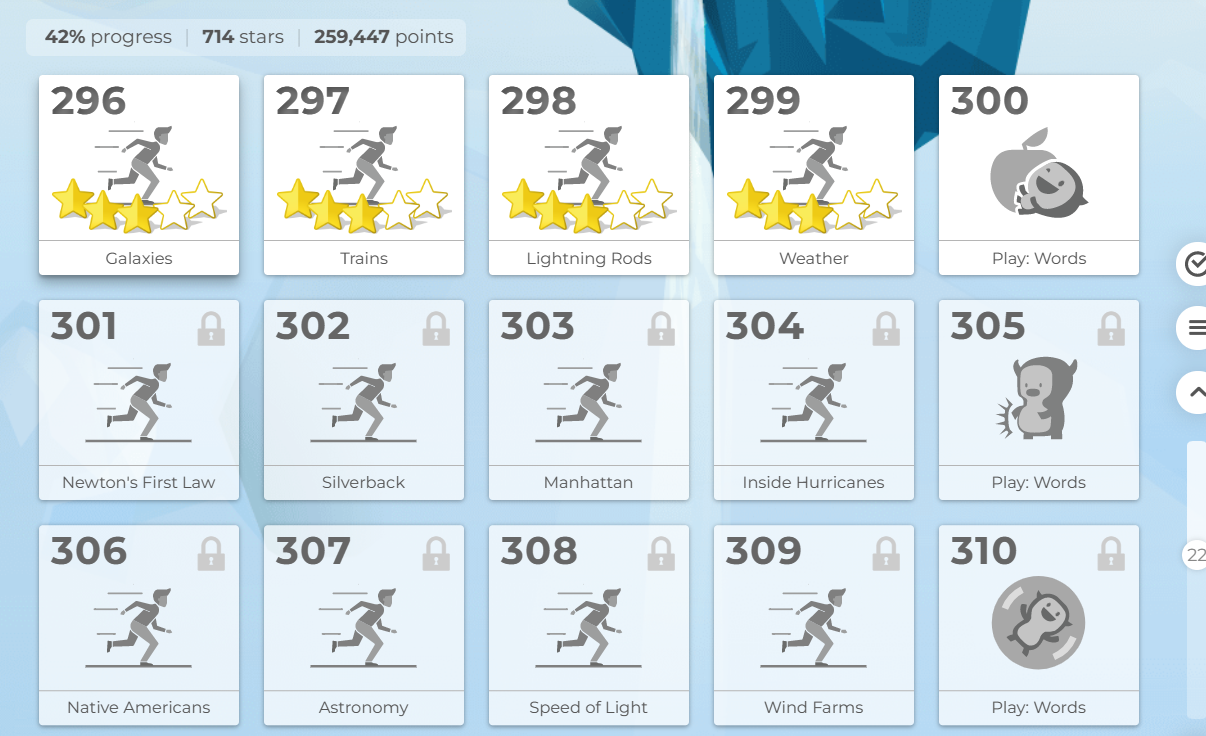 42% progress | 714 stars | 259,447 points
296 297 298 299 300
Galaxies Trains Lightning Rods Weather Play: Words
301 302 303 304 305
Newton's First Law Silverback Manhattan Inside Hurricanes Play: Words
306 307 308 309 310
22
Native Americans Astronomy Speed of Light Wind Farms Play: Words